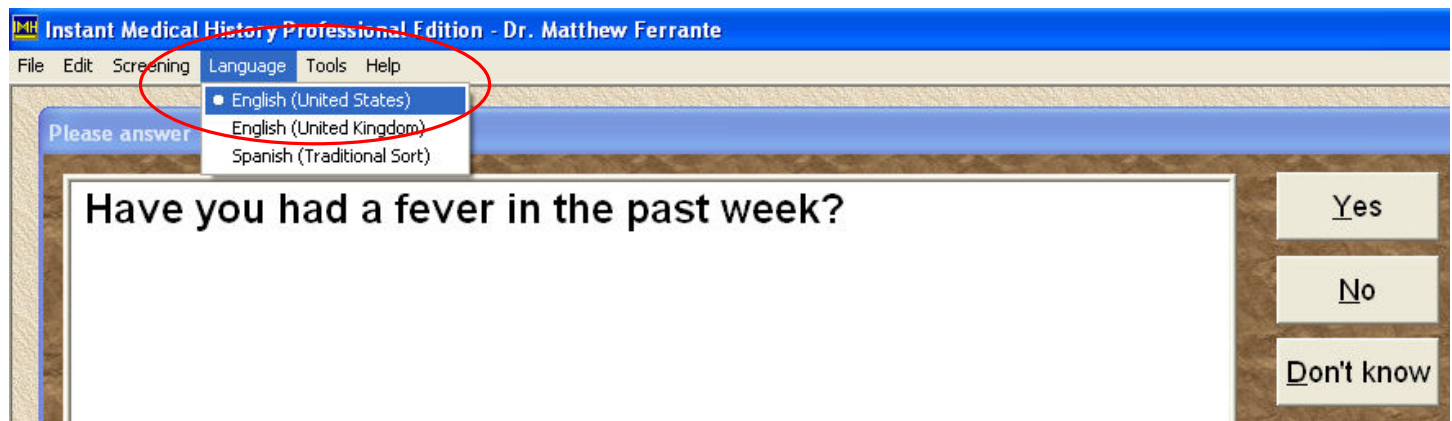 IMH Instant Medical History Professional Edition - Dr. Matthew Ferrante
File Edit Screening Language Tools Help
English (United States)
English (United Kingdom)
Spanish (Traditional Sort)
Please answer
Have you had a fever in the past week?
Yes
No
Don't know